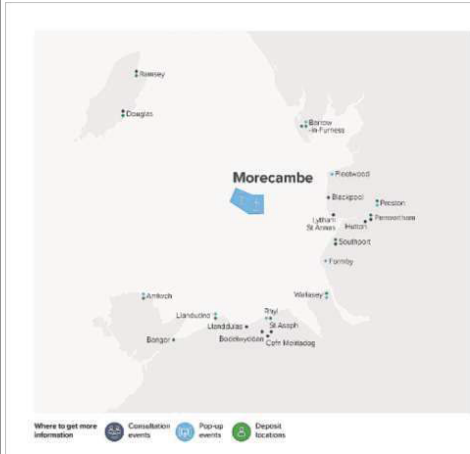 Ramsey
Douglas
Barrow
-in-Furness
Fleetwood
Morecambe
Blackpool
Preston
Lytham
St Annes
Penwortham
Hutton
Southport
Formby
Wallasey
Amlwch
Llandudno
Rhyl
Llanddulas
St Asaph
Bangor
Bodelwyddan
Cefn Meiriadog
Where to get more
information
Consultation
events
Pop-up
events
Deposit
locations